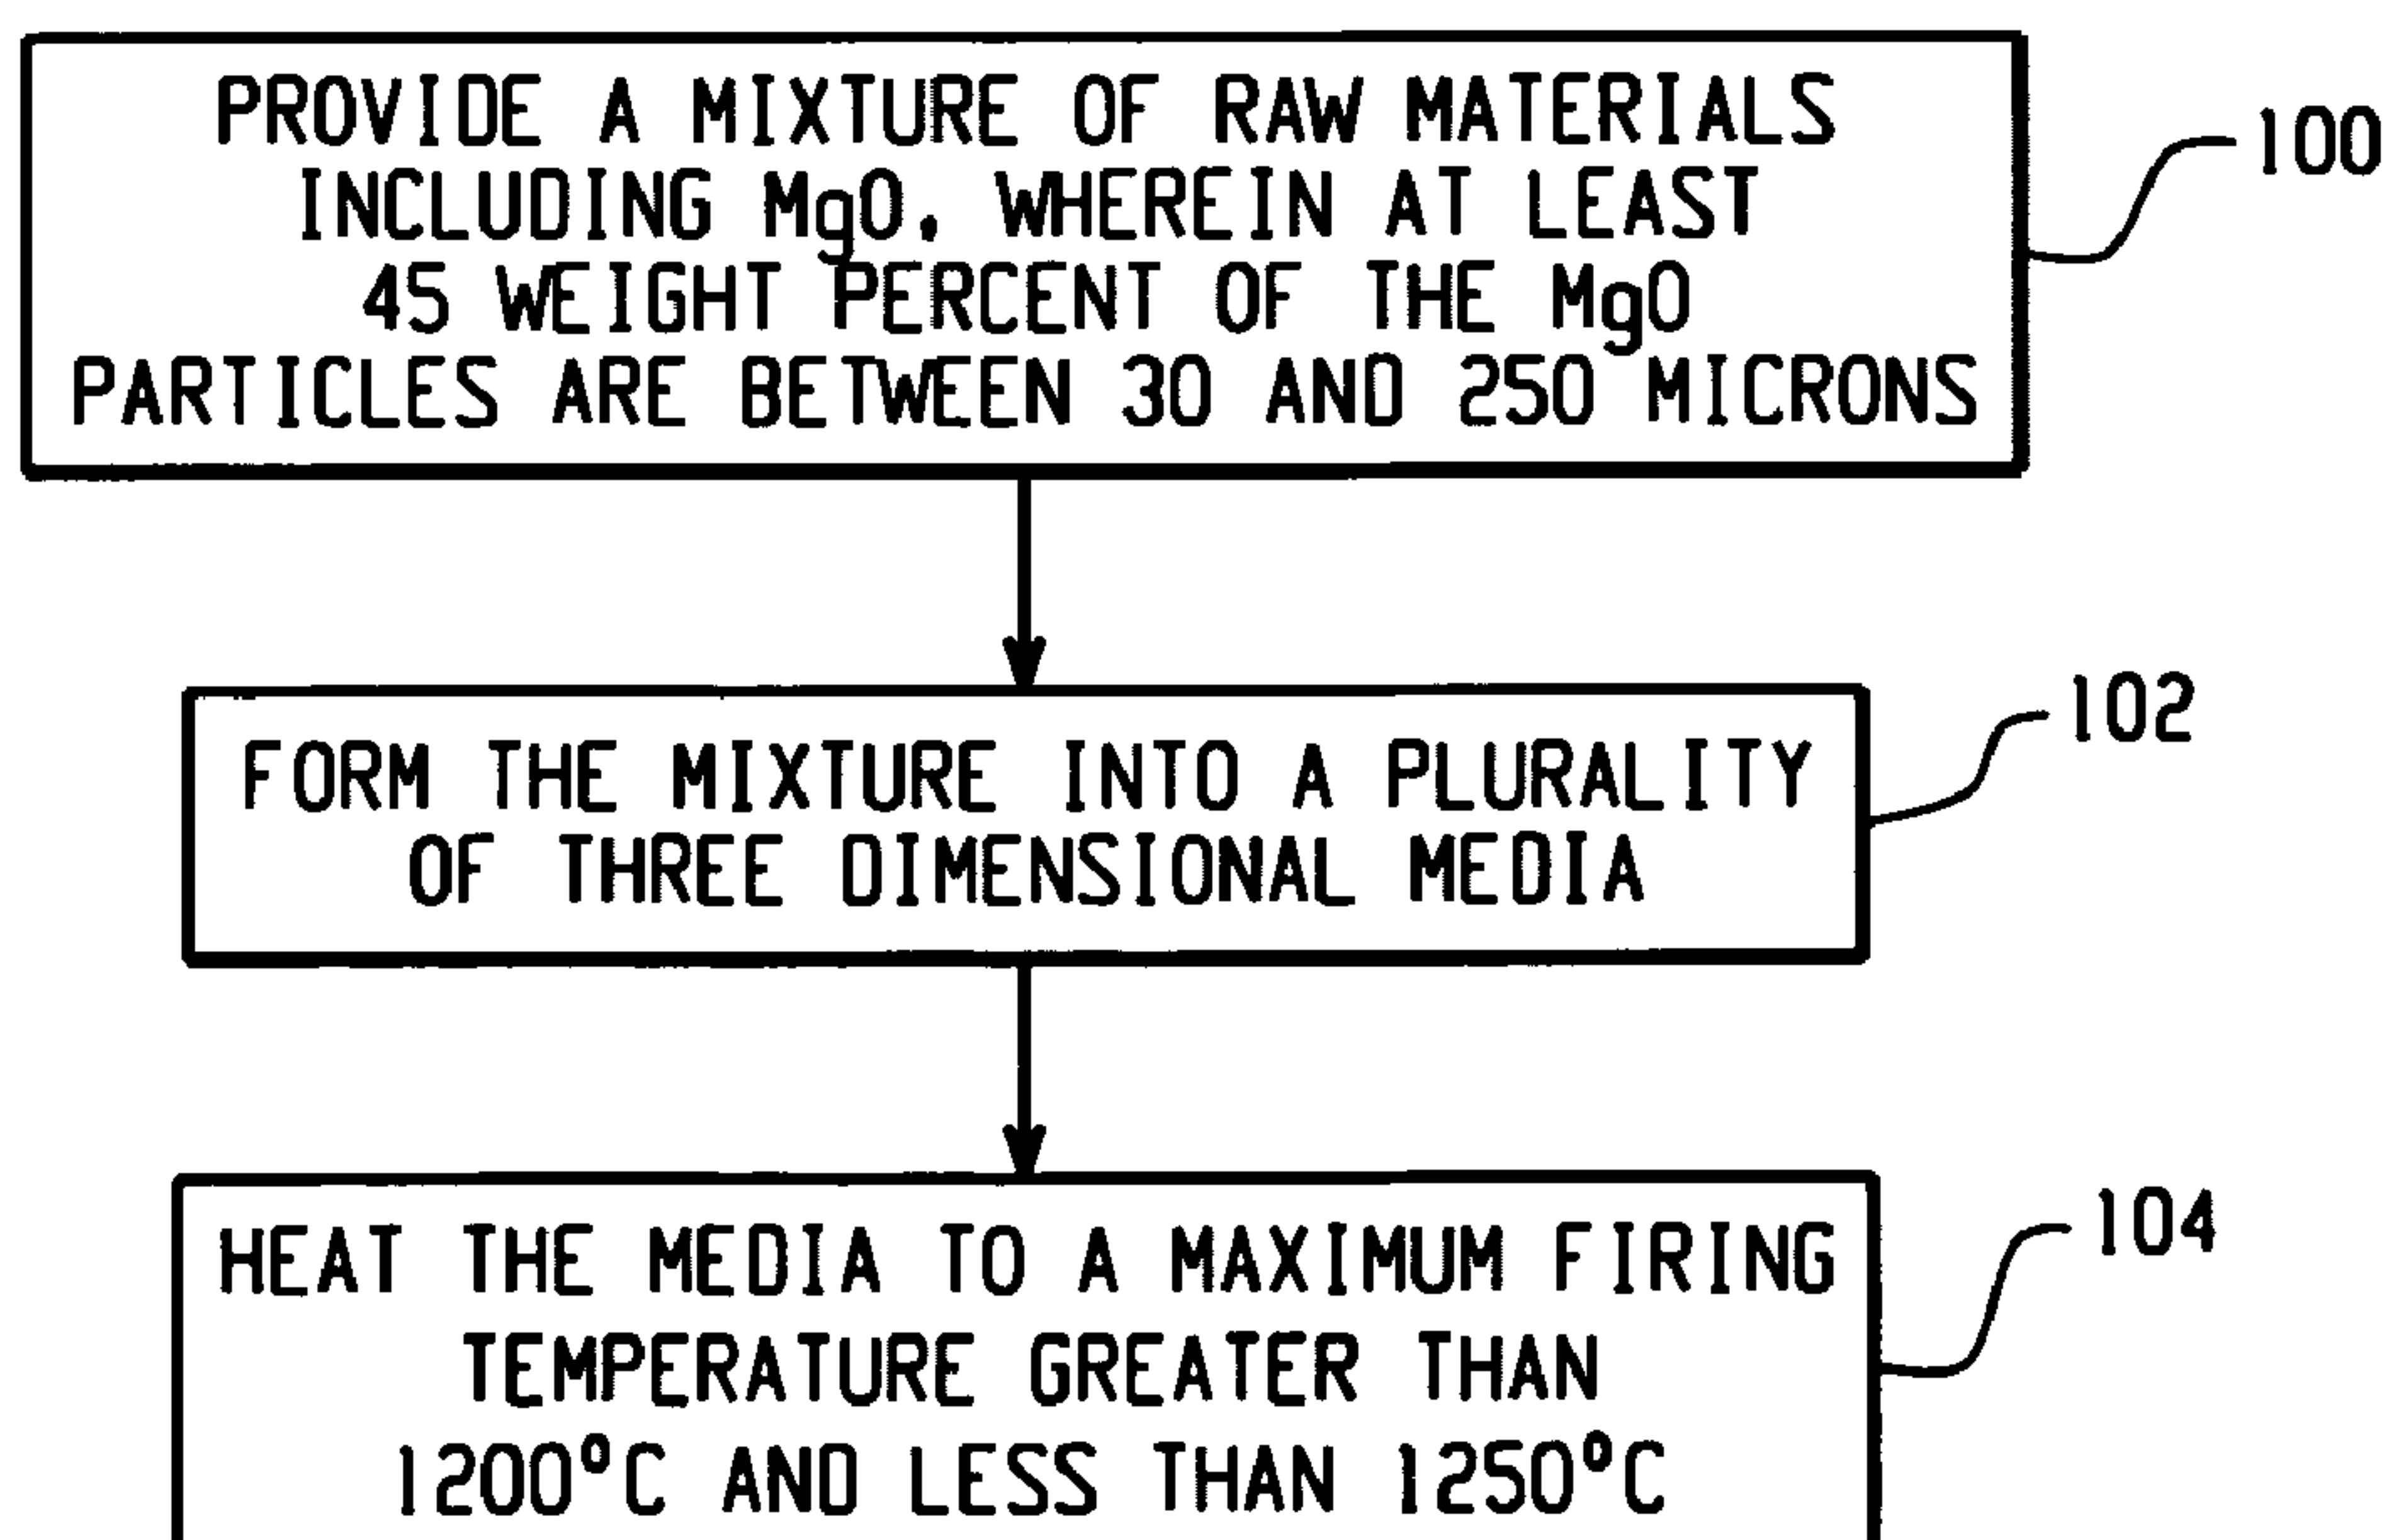 PROVIDE A MIXTURE OF RAW MATERIALS
INCLUDING MgO, WHEREIN AT LEAST
45 WEIGHT PERCENT OF THE MgO
PARTICLES ARE BETWEEN 30 AND 250 MICRONS
100
FORM THE MIXTURE INTO A PLURALITY
OF THREE DIMENSIONAL MEDIA
102
HEAT THE MEDIA TO A MAXIMUM FIRING
TEMPERATURE GREATER THAN
1200°C AND LESS THAN 1250°C
104